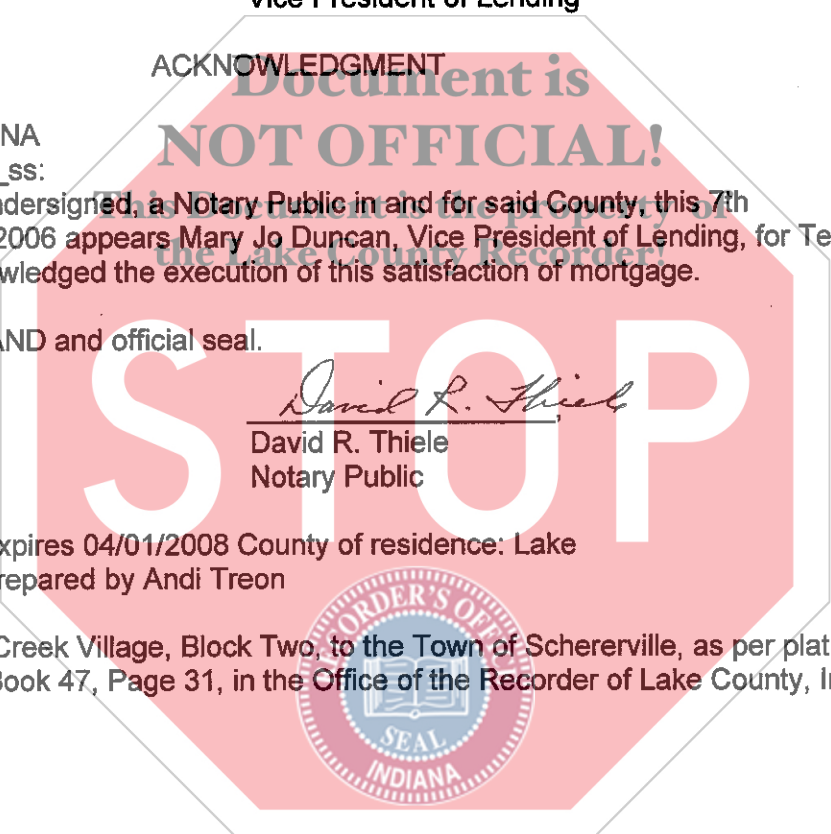 Vice President of Lending
ACKNOWLEDGMENT
Document is
NOT OFFICIAL!
NA
_ss:
ndersigned, a Notary Public in and for said County, this 7th
This Document is the property of
2006 appears Mary Jo Duncan, Vice President of Lending, for Te
the Lake County Recorder!
wledged the execution of this satisfaction of mortgage.
AND and official seal.
STOP
David R. Thiele
David R. Thiele
Notary Public
xpires 04/01/2008 County of residence: Lake
repared by Andi Treon
ORDER'S OFFIC
Creek Village, Block Two, to the Town of Schererville, as per plat
Book 47, Page 31, in the Office of the Recorder of Lake County, I
SEAL
INDIANA